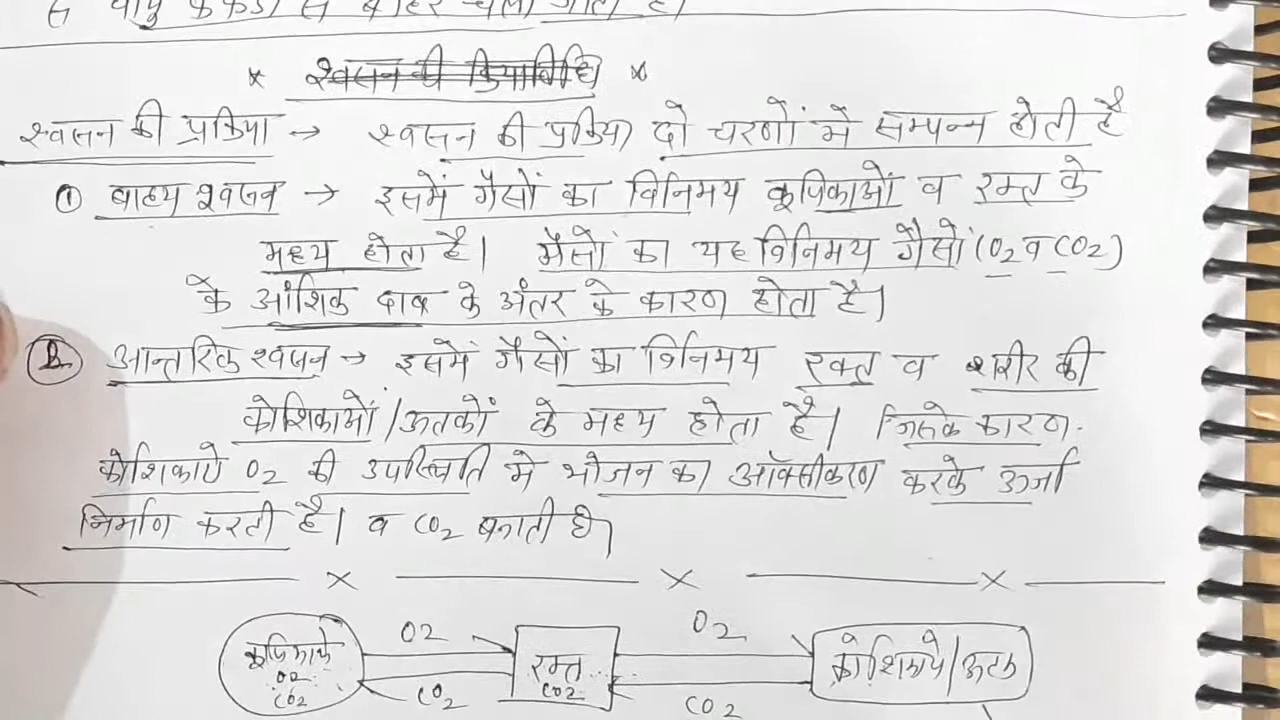 से वायु फेफड़ों से बाहर चली जाती है।
* श्वसन की क्रियाविधि *
श्वसन की प्रक्रिया → श्वसन की प्रक्रिया दो चरणों में सम्पन्न होती है
① बाह्य श्वसन → इसमें गैसों का विनिमय कूपिकाओं व रक्त के
मध्य होता है। गैसों का यह विनिमय गैसों (O2 व CO2)
के आंशिक दाब के अंतर के कारण होता है।
आन्तरिक श्वसन → इसमें गैसों का विनिमय रक्त व शरीर की
कोशिकाओं/ऊतकों के मध्य होता है। जिसके कारण.
कोशिकाऐ O2 की उपस्थिति मे भोजन का ऑक्सीकरण करके ऊर्जा
निर्माण करती है। व CO2 बनाती है।
O2 O2
कूपिकाऐ रक्त कोशिकाये/ऊतक
O2
CO2 CO2
CO2 CO2